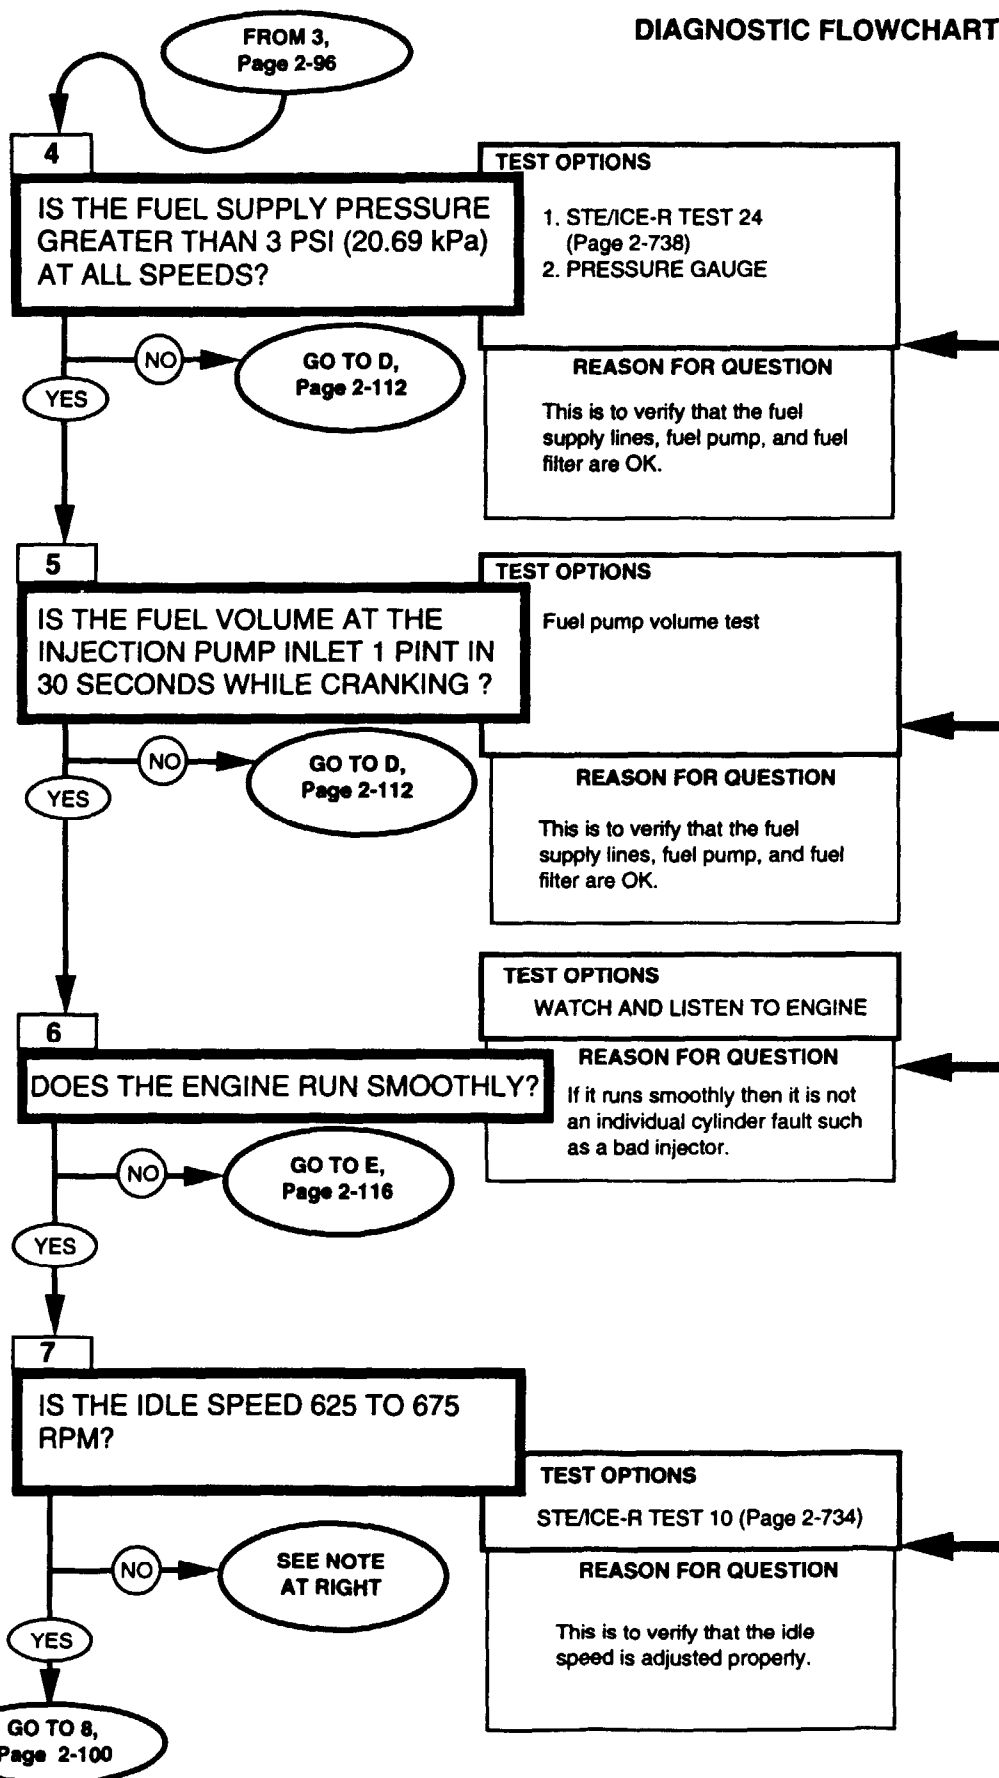 DIAGNOSTIC FLOWCHART
FROM 3,
Page 2-96
4
IS THE FUEL SUPPLY PRESSURE
GREATER THAN 3 PSI (20.69 kPa)
AT ALL SPEEDS?
TEST OPTIONS
1. STE/ICE-R TEST 24
(Page 2-738)
2. PRESSURE GAUGE
REASON FOR QUESTION
This is to verify that the fuel
supply lines, fuel pump, and fuel
filter are OK.
NO
GO TO D,
Page 2-112
YES
5
IS THE FUEL VOLUME AT THE
INJECTION PUMP INLET 1 PINT IN
30 SECONDS WHILE CRANKING ?
TEST OPTIONS
Fuel pump volume test
REASON FOR QUESTION
This is to verify that the fuel
supply lines, fuel pump, and fuel
filter are OK.
NO
GO TO D,
Page 2-112
YES
6
DOES THE ENGINE RUN SMOOTHLY?
TEST OPTIONS
WATCH AND LISTEN TO ENGINE
REASON FOR QUESTION
If it runs smoothly then it is not
an individual cylinder fault such
as a bad injector.
NO
GO TO E,
Page 2-116
YES
7
IS THE IDLE SPEED 625 TO 675
RPM?
TEST OPTIONS
STE/ICE-R TEST 10 (Page 2-734)
REASON FOR QUESTION
This is to verify that the idle
speed is adjusted properly.
NO
SEE NOTE
AT RIGHT
YES
GO TO 8,
Page 2-100